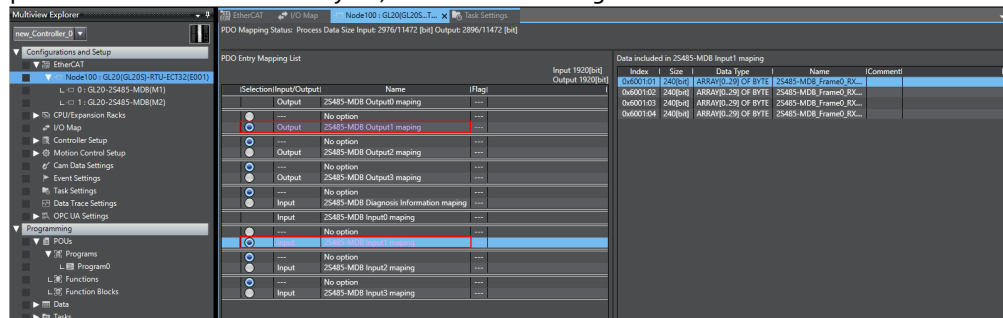 Multiview Explorer
EtherCAT
I/O Map
Node100 : GL20(GL20S...T...
Task Settings
new_Controller_0
PDO Mapping Status: Process Data Size Input: 2976/11472 [bit] Output: 2896/11472 [bit]
Configurations and Setup
EtherCAT
Node100 : GL20(GL20S)-RTU-ECT32(E001)
0 : GL20-2S485-MDB(M1)
1 : GL20-2S485-MDB(M2)
CPU/Expansion Racks
I/O Map
Controller Setup
Motion Control Setup
Cam Data Settings
Event Settings
Task Settings
Data Trace Settings
OPC UA Settings
Programming
POUs
Programs
Program0
Functions
Function Blocks
Data
Tasks
PDO Entry Mapping List
Input 1920[bit]
Output 1920[bit]
Selection|Input/Output| Name |Flag|
Output 2S485-MDB Output0 maping ---
--- No option ---
Output 2S485-MDB Output1 maping ---
--- No option ---
Output 2S485-MDB Output2 maping ---
--- No option ---
Output 2S485-MDB Output3 maping ---
--- No option ---
Input 2S485-MDB Diagnosis Information maping ---
Input 2S485-MDB Input0 maping ---
--- No option ---
Input 2S485-MDB Input1 maping ---
--- No option ---
Input 2S485-MDB Input2 maping ---
--- No option ---
Input 2S485-MDB Input3 maping ---
Data included in 2S485-MDB Input1 maping
Index | Size | Data Type | Name |Comment|
0x6001:01 240[bit] ARRAY[0..29] OF BYTE 2S485-MDB_Frame0_RX...
0x6001:02 240[bit] ARRAY[0..29] OF BYTE 2S485-MDB_Frame0_RX...
0x6001:03 240[bit] ARRAY[0..29] OF BYTE 2S485-MDB_Frame0_RX...
0x6001:04 240[bit] ARRAY[0..29] OF BYTE 2S485-MDB_Frame0_RX...